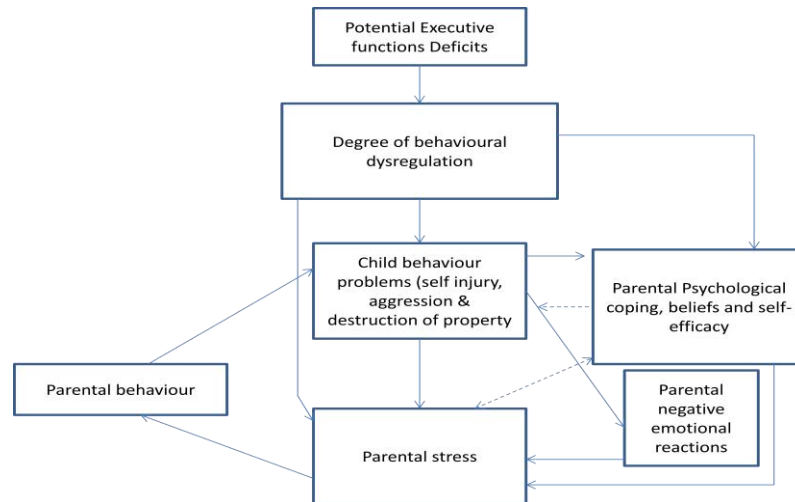 Potential Executive
functions Deficits
Degree of behavioural
dysregulation
Child behaviour
problems (self injury,
aggression &
destruction of property
Parental Psychological
coping, beliefs and self-
efficacy
Parental behaviour
Parental
negative
emotional
reactions
Parental stress